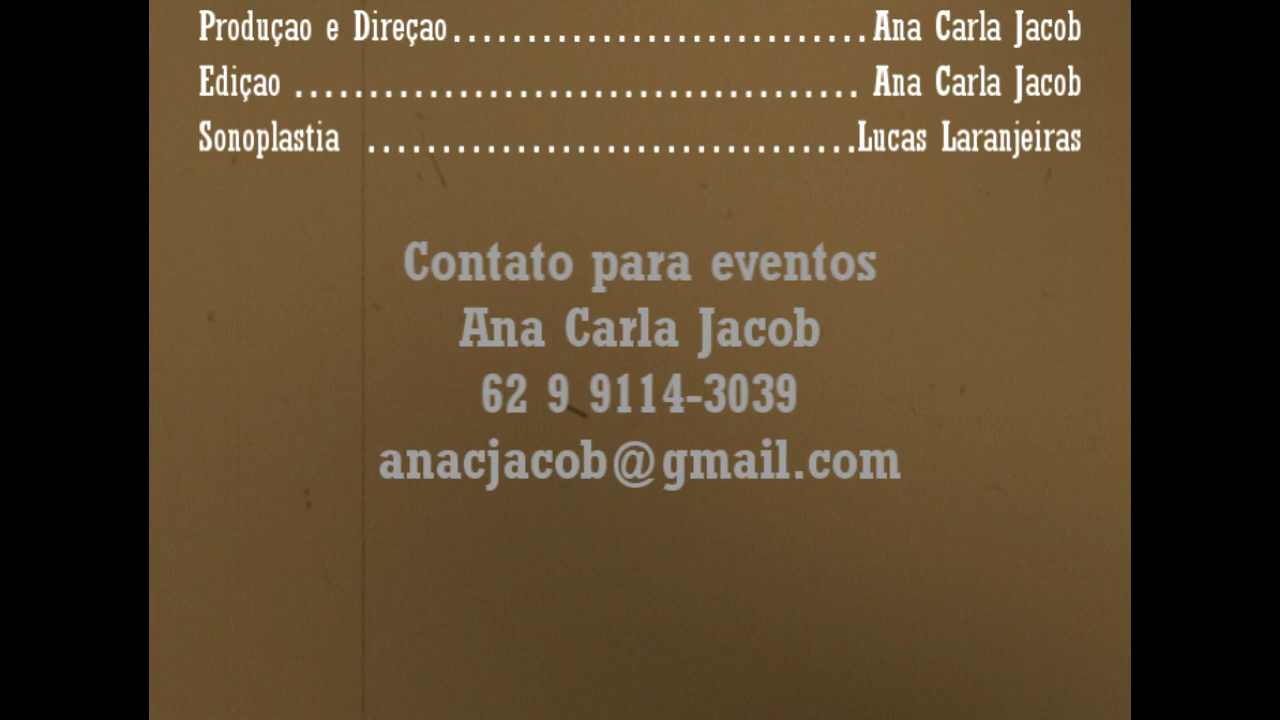 Produçao e Direçao............................Ana Carla Jacob
Ediçao ...................................... Ana Carla Jacob
Sonoplastia .................................Lucas Laranjeiras
Contato para eventos
Ana Carla Jacob
62 9 9114-3039
anacjacob@gmail.com